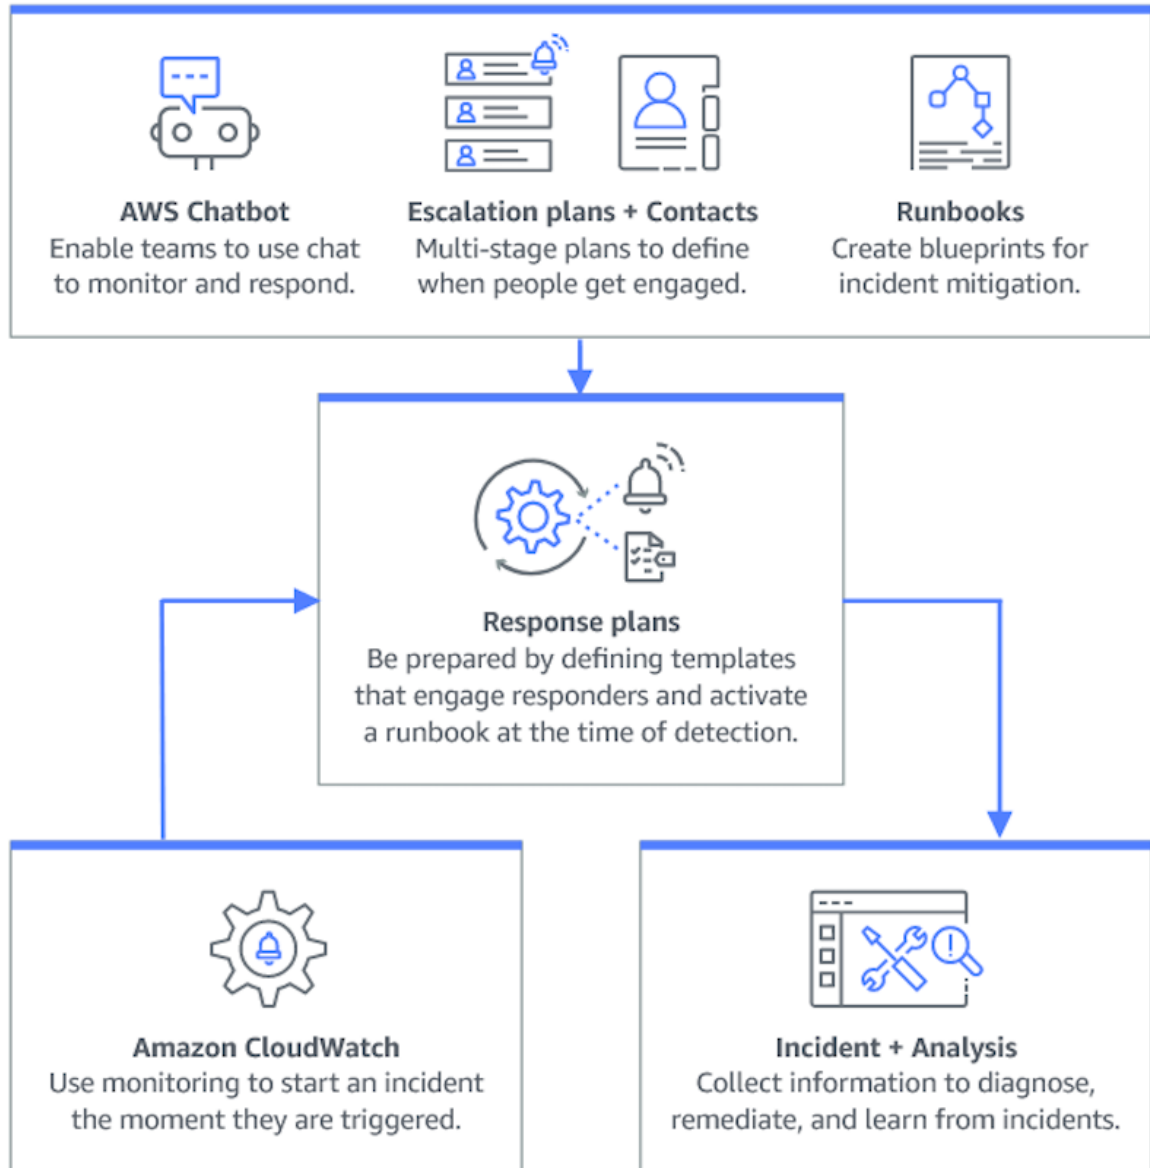 AWS Chatbot
Enable teams to use chat
to monitor and respond.
Escalation plans + Contacts
Multi-stage plans to define
when people get engaged.
Runbooks
Create blueprints for
incident mitigation.
Response plans
Be prepared by defining templates
that engage responders and activate
a runbook at the time of detection.
Amazon CloudWatch
Use monitoring to start an incident
the moment they are triggered.
Incident + Analysis
Collect information to diagnose,
remediate, and learn from incidents.